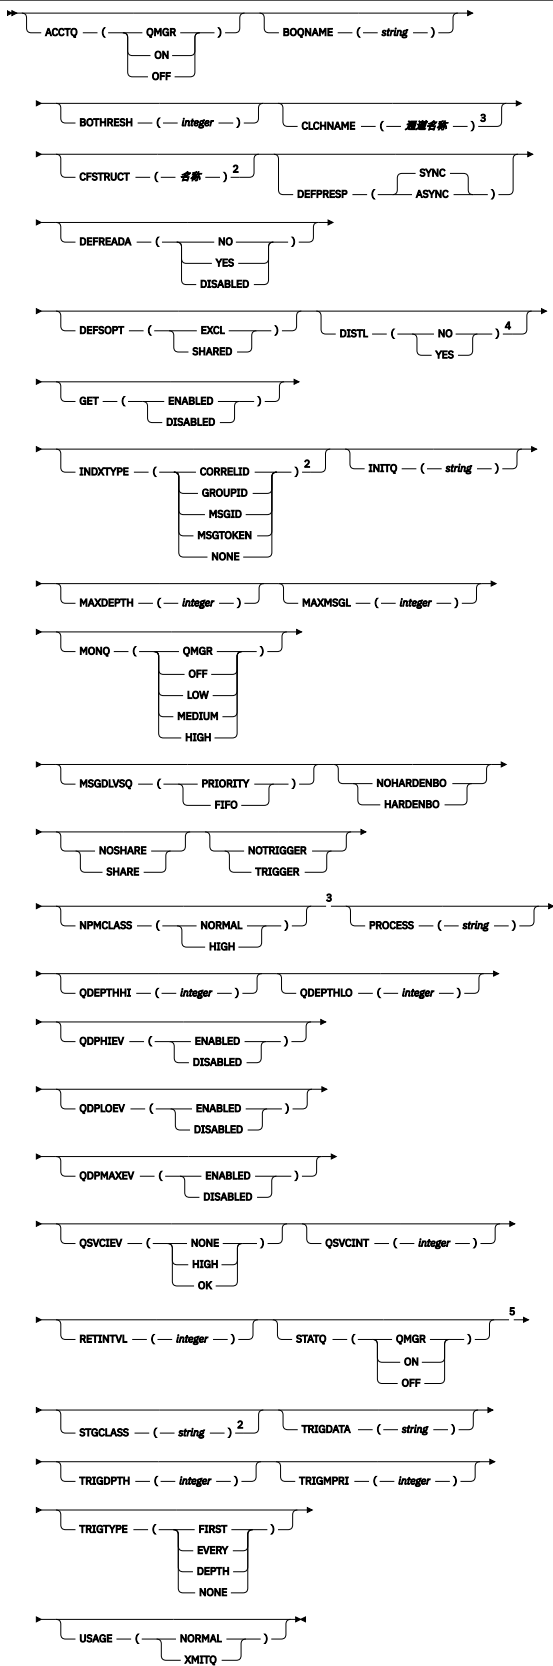 ACCTQ ( QMGR ) BOQNAME ( string )
ON
OFF
BOTHRESH ( integer ) CLCHNAME ( 通道名称 ) 3
CFSTRUCT ( 名称 ) 2 DEFPRESP ( SYNC
ASYNC )
DEFREADA ( NO )
YES
DISABLED
DEFSOPT ( EXCL ) DISTL ( NO ) 4
SHARED YES
GET ( ENABLED )
DISABLED
INDXTYPE ( CORRELID ) 2 INITQ ( string )
GROUPID
MSGID
MSGTOKEN
NONE
MAXDEPTH ( integer ) MAXMSGL ( integer )
MONQ ( QMGR )
OFF
LOW
MEDIUM
HIGH
MSGDLVSQ ( PRIORITY ) NOHARDENBO
FIFO HARDENBO
NOSHARE NOTRIGGER
SHARE TRIGGER
NPMCLASS ( NORMAL ) 3 PROCESS ( string )
HIGH
QDEPTHHI ( integer ) QDEPTHLO ( integer )
QDPHIEV ( ENABLED )
DISABLED
QDPLOEV ( ENABLED )
DISABLED
QDPMAXEV ( ENABLED )
DISABLED
QSVCIEV ( NONE ) QSVCINT ( integer )
HIGH
OK
RETINTVL ( integer ) STATQ ( QMGR ) 5
ON
OFF
STGCLASS ( string ) 2 TRIGDATA ( string )
TRIGDPTH ( integer ) TRIGMPRI ( integer )
TRIGTYPE ( FIRST )
EVERY
DEPTH
NONE
USAGE ( NORMAL )
XMITQ